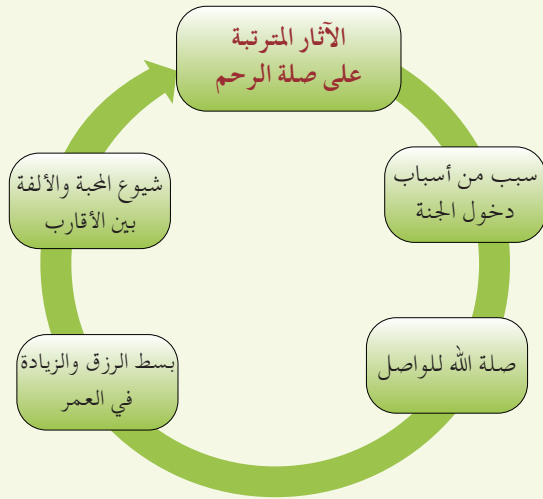 الآثار المترتبة
على صلة الرحم
سبب من أسباب
دخول الجنة
صلة الله للواصل
بسط الرزق والزيادة
في العمر
شيوع المحبة والألفة
بين الأقارب